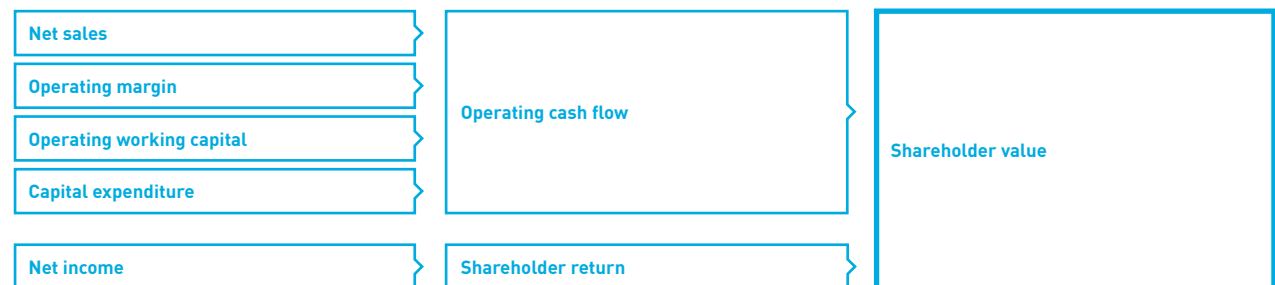 Net sales
Operating margin
Operating working capital
Capital expenditure
Operating cash flow
Shareholder value
Net income
Shareholder return